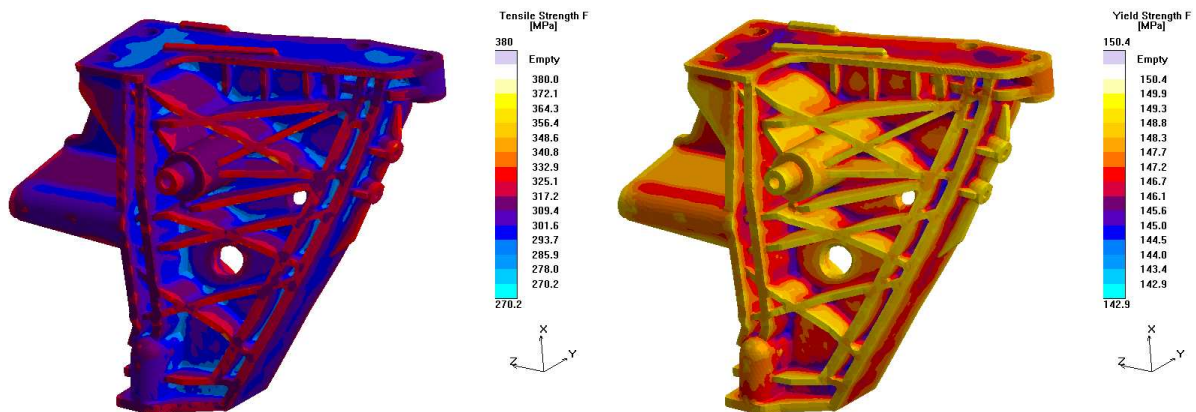 Tensile Strength F
[MPa]
380
Empty
380.0
372.1
364.3
356.4
348.6
340.8
332.9
325.1
317.2
309.4
301.6
293.7
285.9
278.0
270.2
270.2
X
Y
Z
Yield Strength F
[MPa]
150.4
Empty
150.4
149.9
149.3
148.8
148.3
147.7
147.2
146.7
146.1
145.6
145.0
144.5
144.0
143.4
142.9
142.9
X
Y
Z